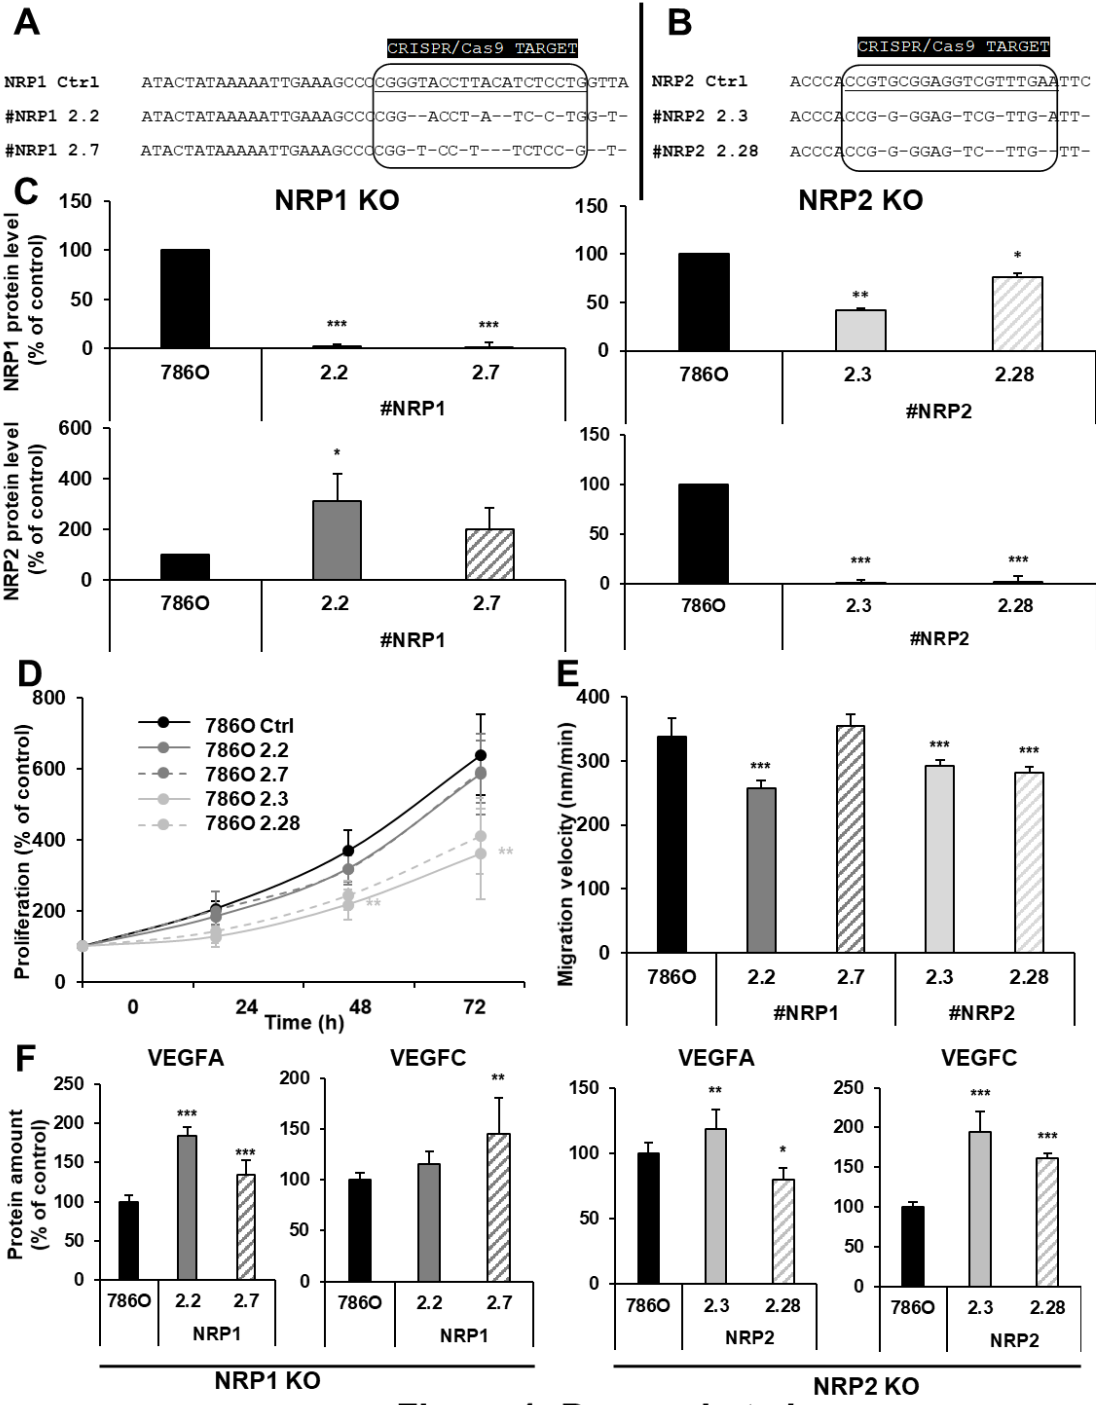 A
CRISPR/Cas9 TARGET
NRP1 Ctrl ATACTATAAAAATTGAAAGCCCCGGGTACCTTACATCTCCTGGTTA
#NRP1 2.2 ATACTATAAAAATTGAAAGCCCCGG--ACCT-A--TC-C-TGG-T-
#NRP1 2.7 ATACTATAAAAATTGAAAGCCCCGG-T-CC-T---TCTCC-G--T-
B
CRISPR/Cas9 TARGET
NRP2 Ctrl ACCCACCGTGCGGAGGTCGTTTGAATTC
#NRP2 2.3 ACCCACCG-G-GGAG-TCG-TTG-ATT-
#NRP2 2.28 ACCCACCG-G-GGAG-TC--TTG--TT-
C
NRP1 KO
NRP1 protein level
(% of control)
150
100
50
0
***
***
786O 2.2 2.7
#NRP1
NRP2 KO
150
100
50
0
**
*
786O 2.3 2.28
#NRP2
NRP2 protein level
(% of control)
600
400
200
0
*
786O 2.2 2.7
#NRP1
150
100
50
0
***
***
786O 2.3 2.28
#NRP2
D
Proliferation (% of control)
800
600
400
200
0
786O Ctrl
786O 2.2
786O 2.7
786O 2.3
786O 2.28
**
**
0 24 48 72
Time (h)
E
Migration velocity (nm/min)
400
300
200
100
0
***
***
***
786O 2.2 2.7 2.3 2.28
#NRP1 #NRP2
F
Protein amount
(% of control)
VEGFA
250
200
150
100
50
0
***
***
786O 2.2 2.7
NRP1
VEGFC
200
150
100
50
0
**
786O 2.2 2.7
NRP1
NRP1 KO
VEGFA
150
100
50
0
**
*
786O 2.3 2.28
NRP2
VEGFC
250
200
150
100
50
0
***
***
786O 2.3 2.28
NRP2
NRP2 KO